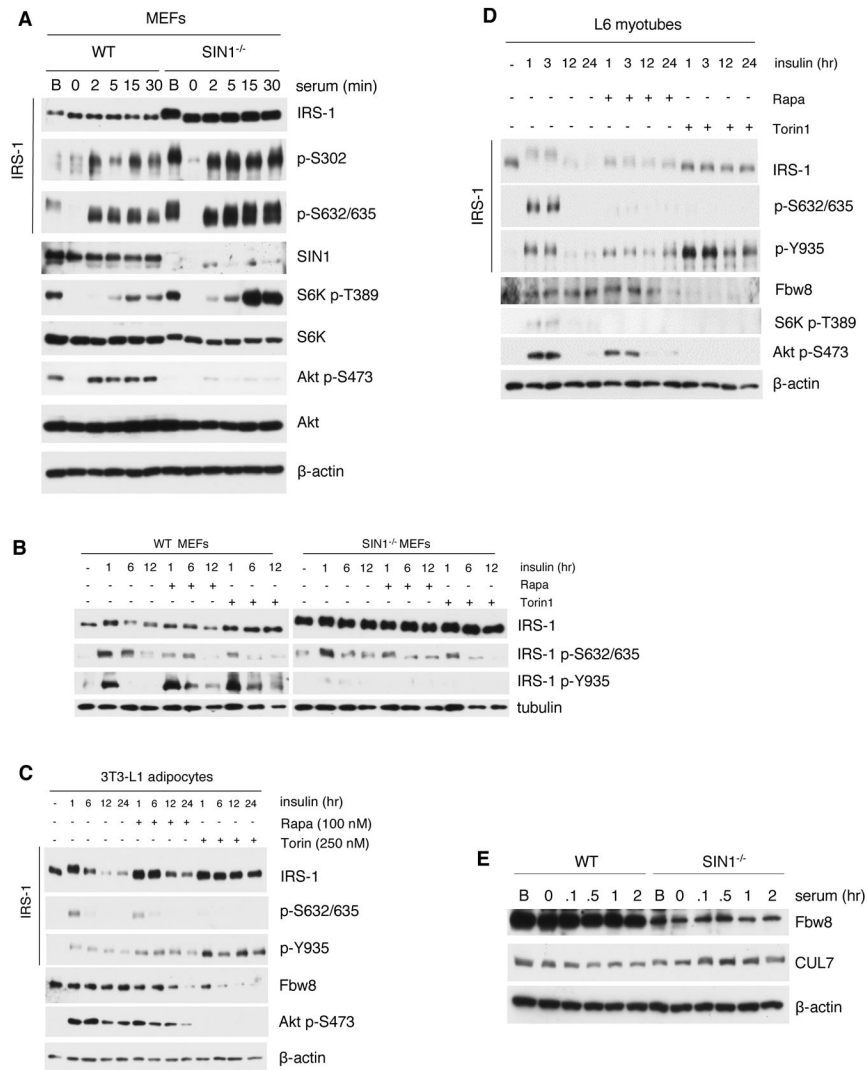 A
MEFs
WT SIN1-/-
B 0 2 5 15 30 B 0 2 5 15 30 serum (min)
IRS-1
IRS-1
p-S302
p-S632/635
SIN1
S6K p-T389
S6K
Akt p-S473
Akt
β-actin
D
L6 myotubes
- 1 3 12 24 1 3 12 24 1 3 12 24 insulin (hr)
- - - - - + + + + - - - - Rapa
- - - - - - - - - + + + + Torin1
IRS-1
IRS-1
p-S632/635
p-Y935
Fbw8
S6K p-T389
Akt p-S473
β-actin
B
WT MEFs SIN1-/- MEFs
- 1 6 12 1 6 12 1 6 12 - 1 6 12 1 6 12 1 6 12 insulin (hr)
- - - - + + + - - - - - - - + + + - - - Rapa
- - - - - - - + + + - - - - - - - + + + Torin1
IRS-1
IRS-1 p-S632/635
IRS-1 p-Y935
tubulin
C
3T3-L1 adipocytes
- 1 6 12 24 1 6 12 24 1 6 12 24 insulin (hr)
- - - - - + + + + - - - - Rapa (100 nM)
- - - - - - - - - + + + + Torin (250 nM)
IRS-1
IRS-1
p-S632/635
p-Y935
Fbw8
Akt p-S473
β-actin
E
WT SIN1-/-
B 0 .1 .5 1 2 B 0 .1 .5 1 2 serum (hr)
Fbw8
CUL7
β-actin